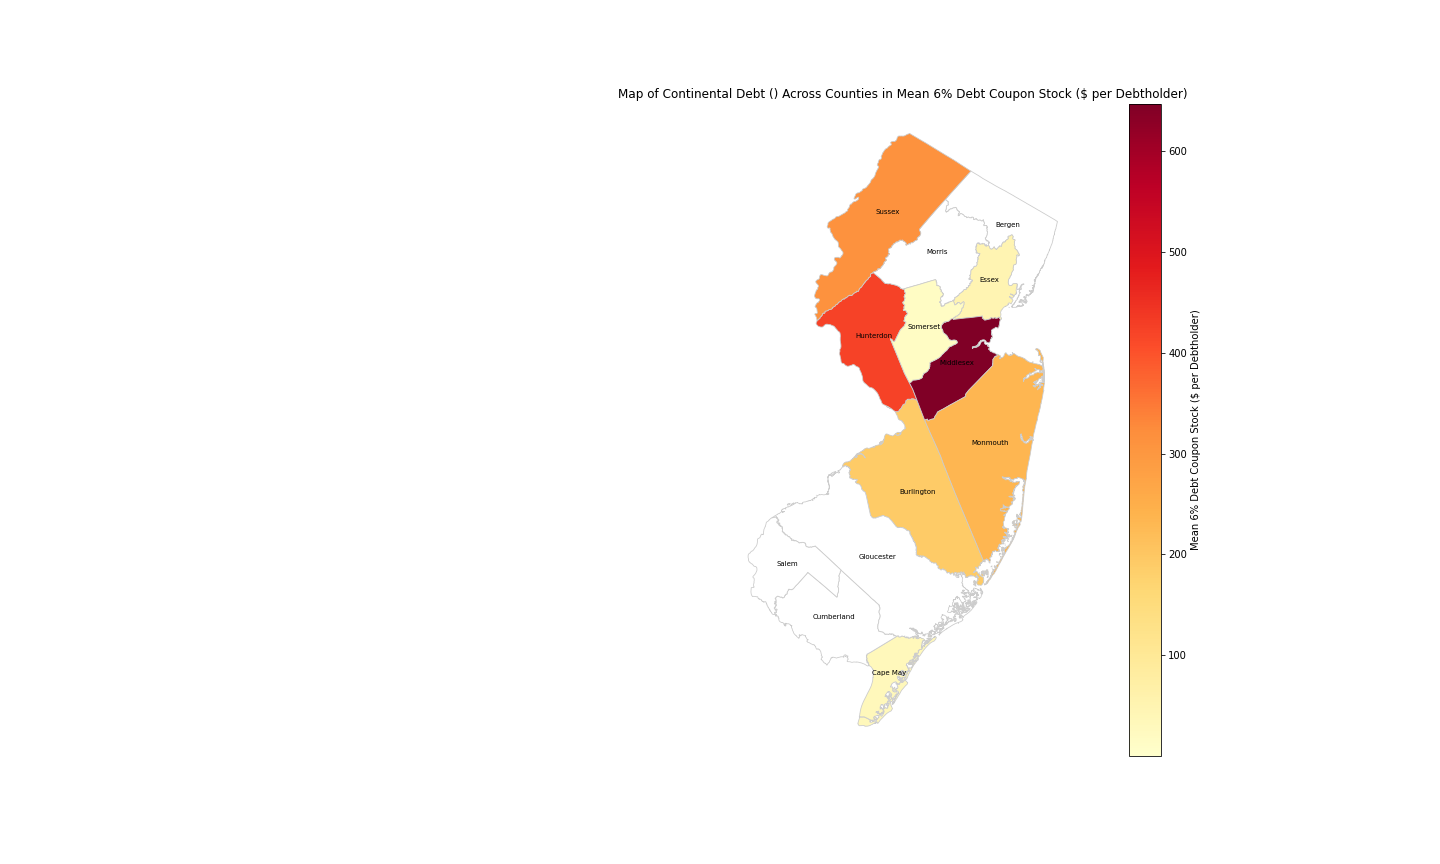 Map of Continental Debt () Across Counties in Mean 6% Debt Coupon Stock ($ per Debtholder)
Sussex
Bergen
Morris
Essex
Somerset
Hunterdon
Middlesex
Monmouth
Burlington
Gloucester
Salem
Cumberland
Cape May
600
500
400
300
200
100
Mean 6% Debt Coupon Stock ($ per Debtholder)